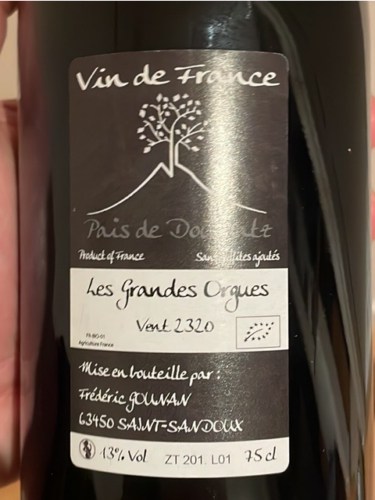 Vin de France
Pais de
Product of France
Sans sulfites ajoutés
Les Grandes Orgues
Vent 2320
FR-BIO-01
Agriculture France
Mise en bouteille par :
Frédéric GOUNAN
63450 SAINT-SANDOUX
13% Vol ZT 201. L01 75 cl